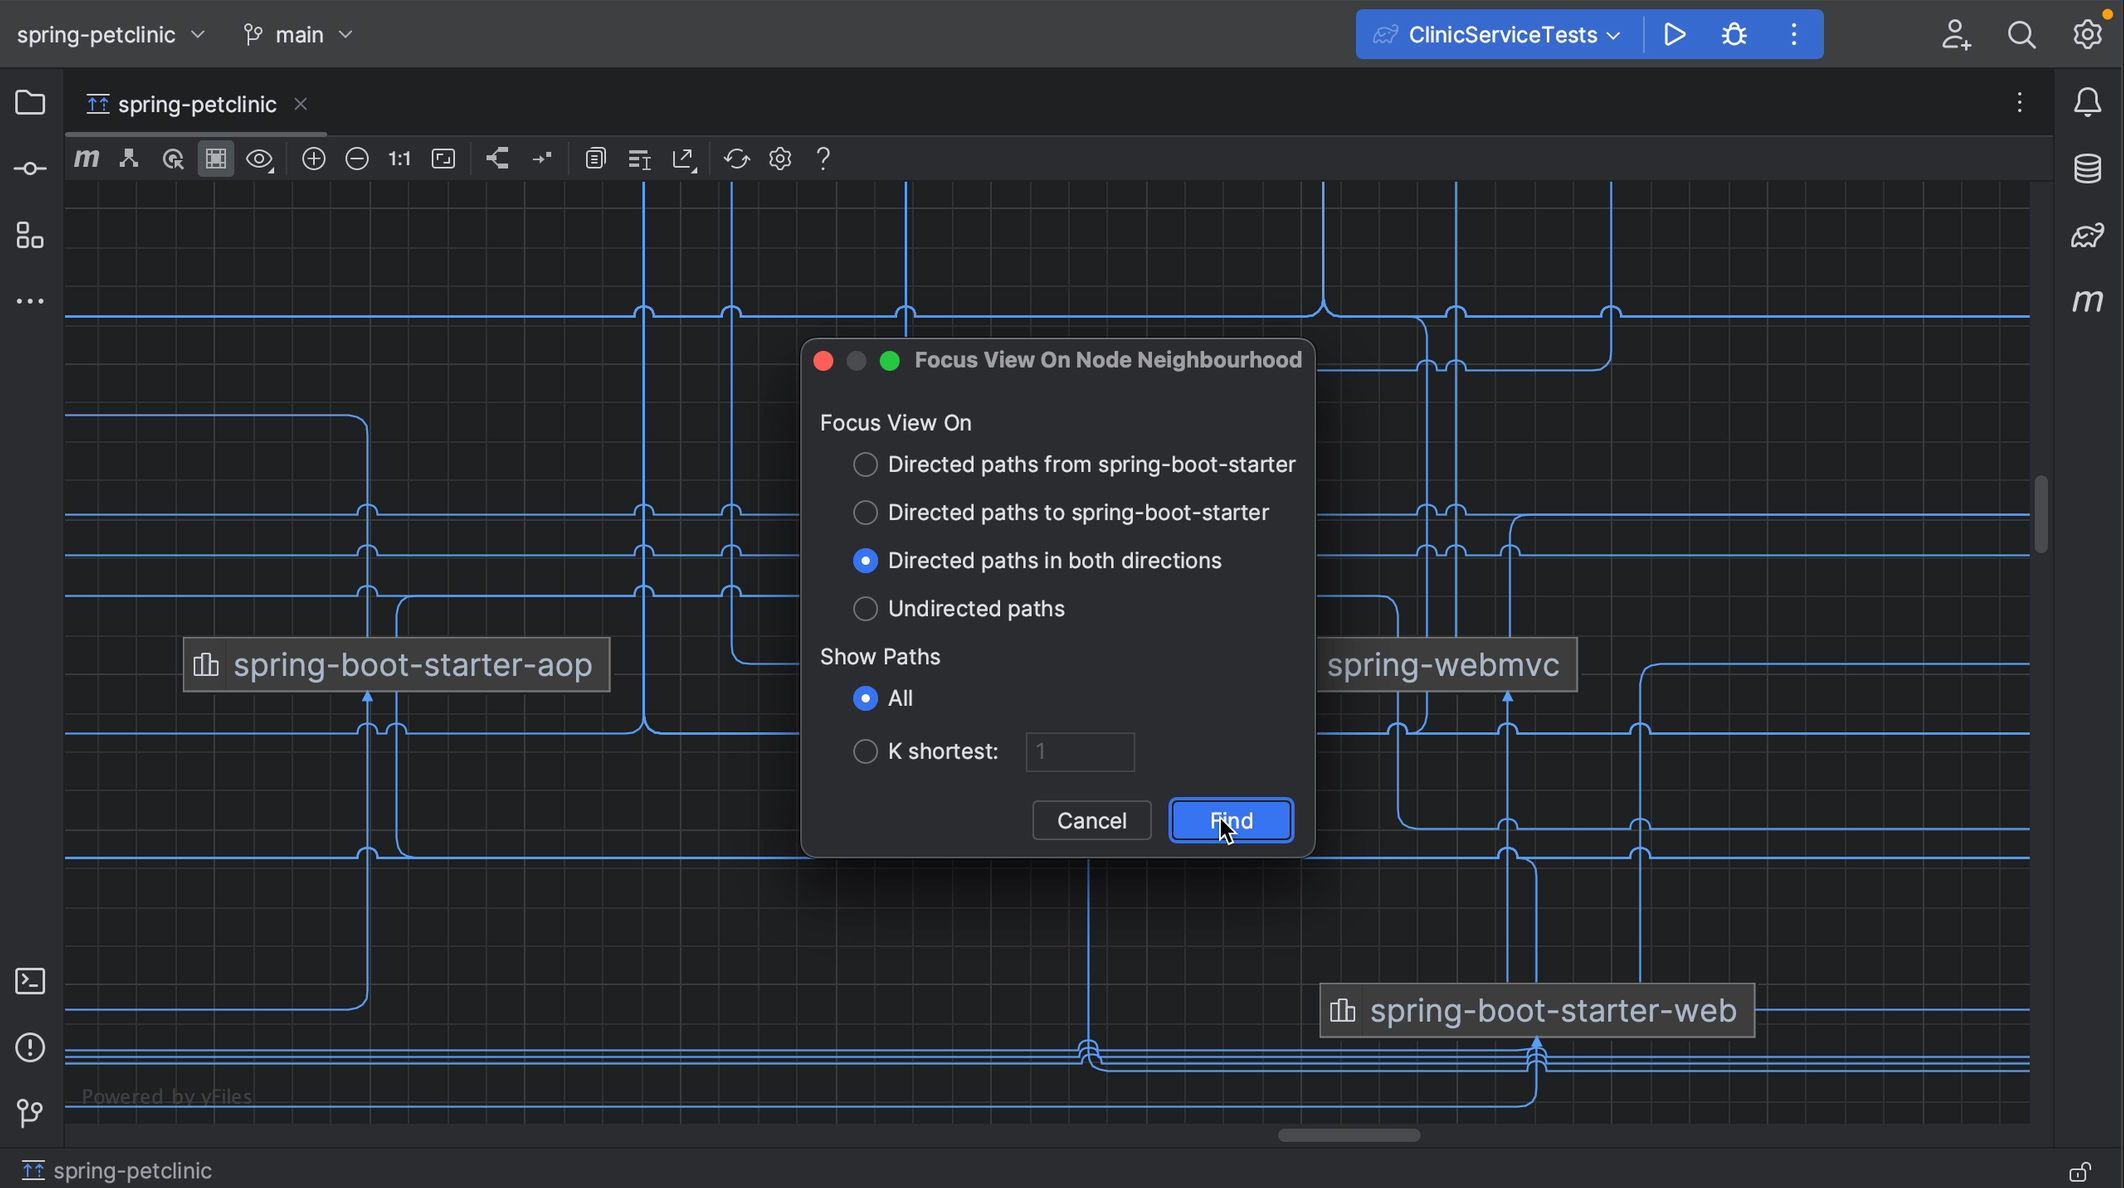 spring-petclinic
main
ClinicServiceTests
spring-petclinic
m
1:1
?
m
Focus View On Node Neighbourhood
Focus View On
Directed paths from spring-boot-starter
Directed paths to spring-boot-starter
Directed paths in both directions
Undirected paths
Show Paths
All
K shortest: 1
Cancel
Find
spring-boot-starter-aop
spring-webmvc
spring-boot-starter-web
Powered by yFiles
spring-petclinic